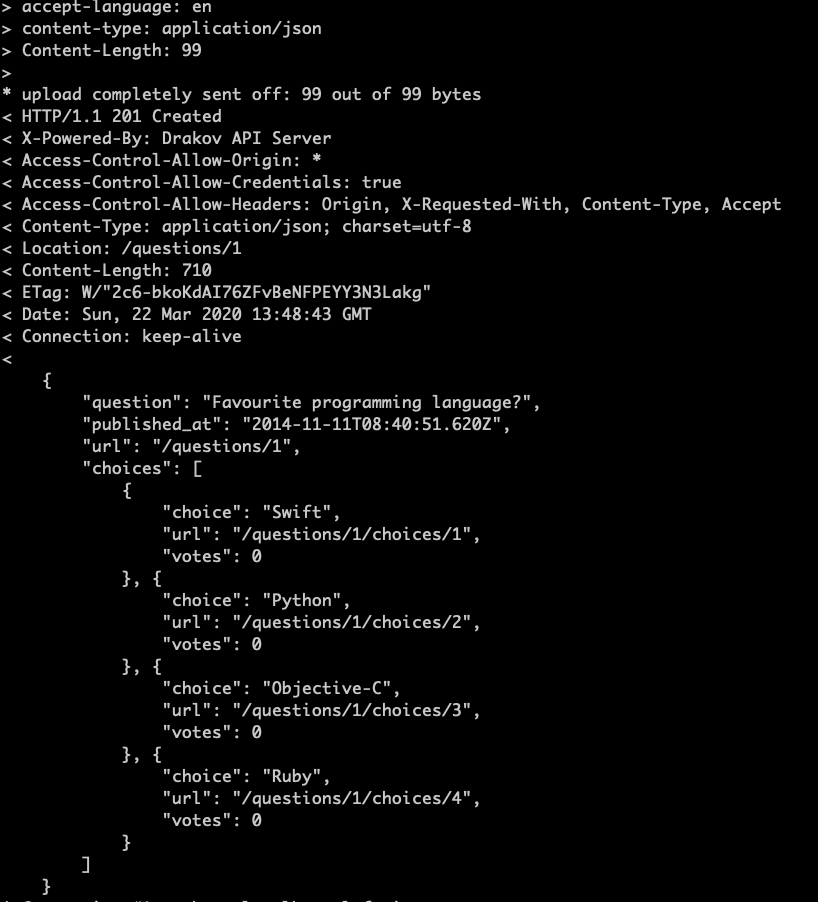 > accept-language: en
> content-type: application/json
> Content-Length: 99
>
* upload completely sent off: 99 out of 99 bytes
< HTTP/1.1 201 Created
< X-Powered-By: Drakov API Server
< Access-Control-Allow-Origin: *
< Access-Control-Allow-Credentials: true
< Access-Control-Allow-Headers: Origin, X-Requested-With, Content-Type, Accept
< Content-Type: application/json; charset=utf-8
< Location: /questions/1
< Content-Length: 710
< ETag: W/"2c6-bkoKdAI76ZFvBeNFPEYY3N3Lakg"
< Date: Sun, 22 Mar 2020 13:48:43 GMT
< Connection: keep-alive
<
    {
        "question": "Favourite programming language?",
        "published_at": "2014-11-11T08:40:51.620Z",
        "url": "/questions/1",
        "choices": [
            {
                "choice": "Swift",
                "url": "/questions/1/choices/1",
                "votes": 0
            }, {
                "choice": "Python",
                "url": "/questions/1/choices/2",
                "votes": 0
            }, {
                "choice": "Objective-C",
                "url": "/questions/1/choices/3",
                "votes": 0
            }, {
                "choice": "Ruby",
                "url": "/questions/1/choices/4",
                "votes": 0
            }
        ]
    }